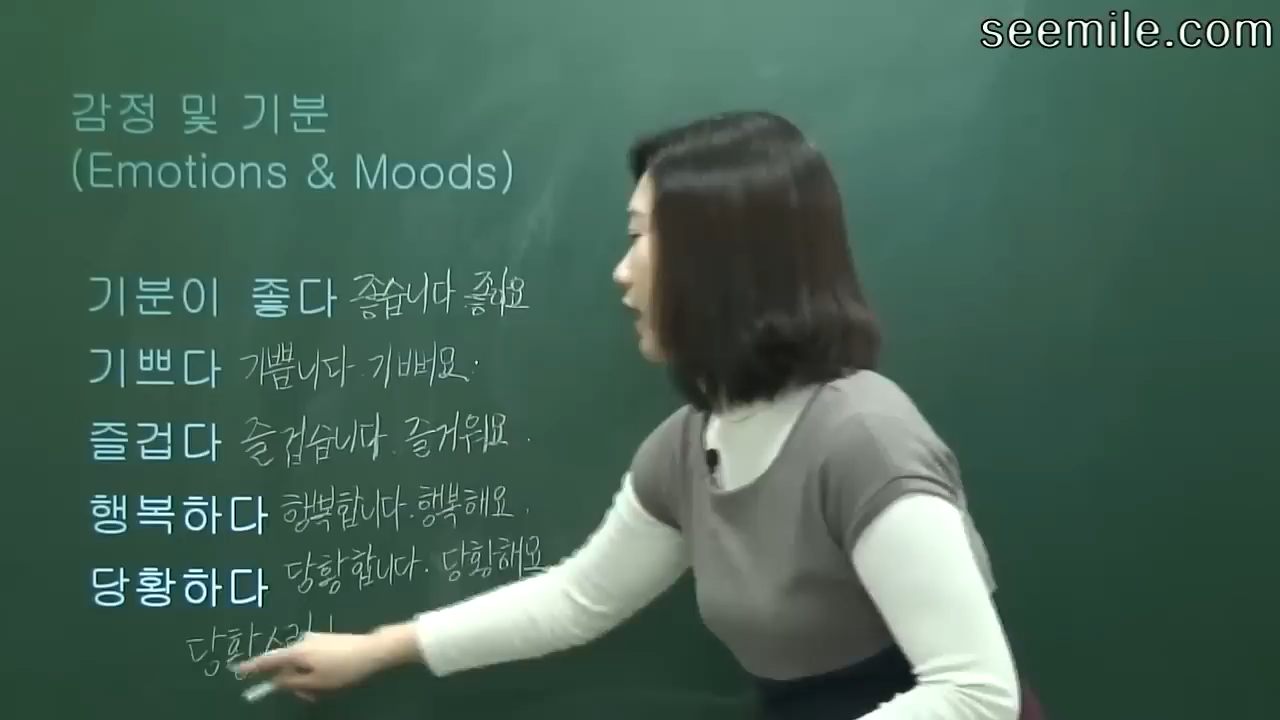 seemile.com
감정 및 기분
(Emotions & Moods)
기분이 좋다 좋습니다. 좋아요
기쁘다 기쁩니다. 기뻐요.
즐겁다 즐겁습니다. 즐거워요.
행복하다 행복합니다. 행복해요.
당황하다 당황합니다. 당황해요
당황